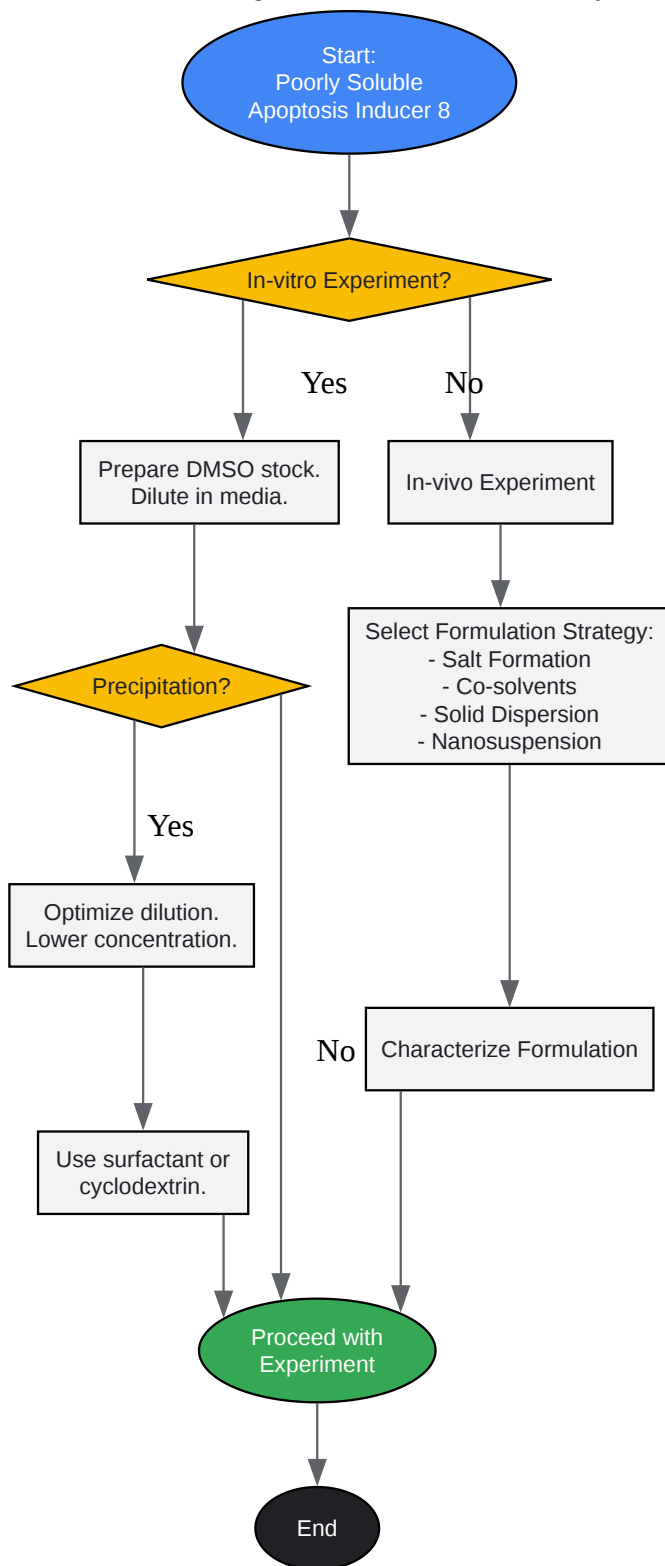 Start:
Poorly Soluble
Apoptosis Inducer 8
In-vitro Experiment?
Yes
No
Prepare DMSO stock.
Dilute in media.
In-vivo Experiment
Select Formulation Strategy:
- Salt Formation
- Co-solvents
- Solid Dispersion
- Nanosuspension
Precipitation?
Yes
Optimize dilution.
Lower concentration.
No
Characterize Formulation
Use surfactant or
cyclodextrin.
Proceed with
Experiment
End